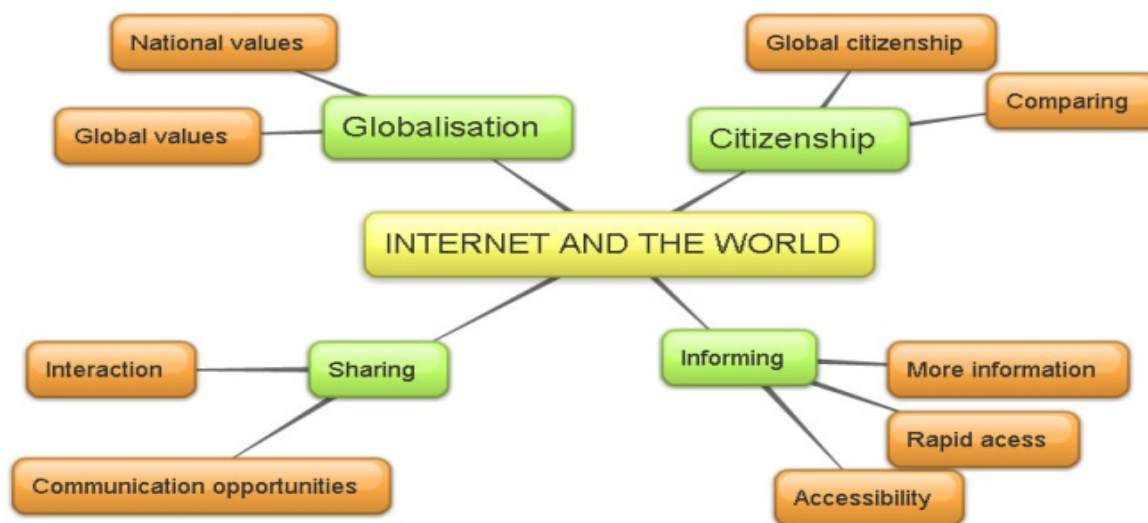 National values
Global citizenship
Comparing
Global values
Globalisation
Citizenship
INTERNET AND THE WORLD
Interaction
Sharing
Informing
More information
Rapid acess
Communication opportunities
Accessibility